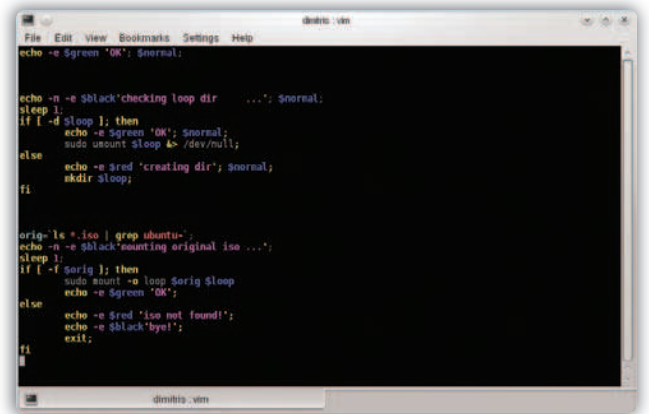 dimitris : vim
File Edit View Bookmarks Settings Help
echo -e $green 'OK'; $normal;
echo -n -e $black'checking loop dir     ...'; $normal;
sleep 1;
if [ -d $loop ]; then
        echo -e $green 'OK'; $normal;
        sudo umount $loop &> /dev/null;
else
        echo -e $red 'creating dir'; $normal;
        mkdir $loop;
fi
orig=`ls *.iso | grep ubuntu-`;
echo -n -e $black'mounting original iso ...';
sleep 1;
if [ -f $orig ]; then
        sudo mount -o loop $orig $loop
        echo -e $green 'OK';
else
        echo -e $red 'iso not found!';
        echo -e $black'bye!';
        exit;
fi
dimitris : vim